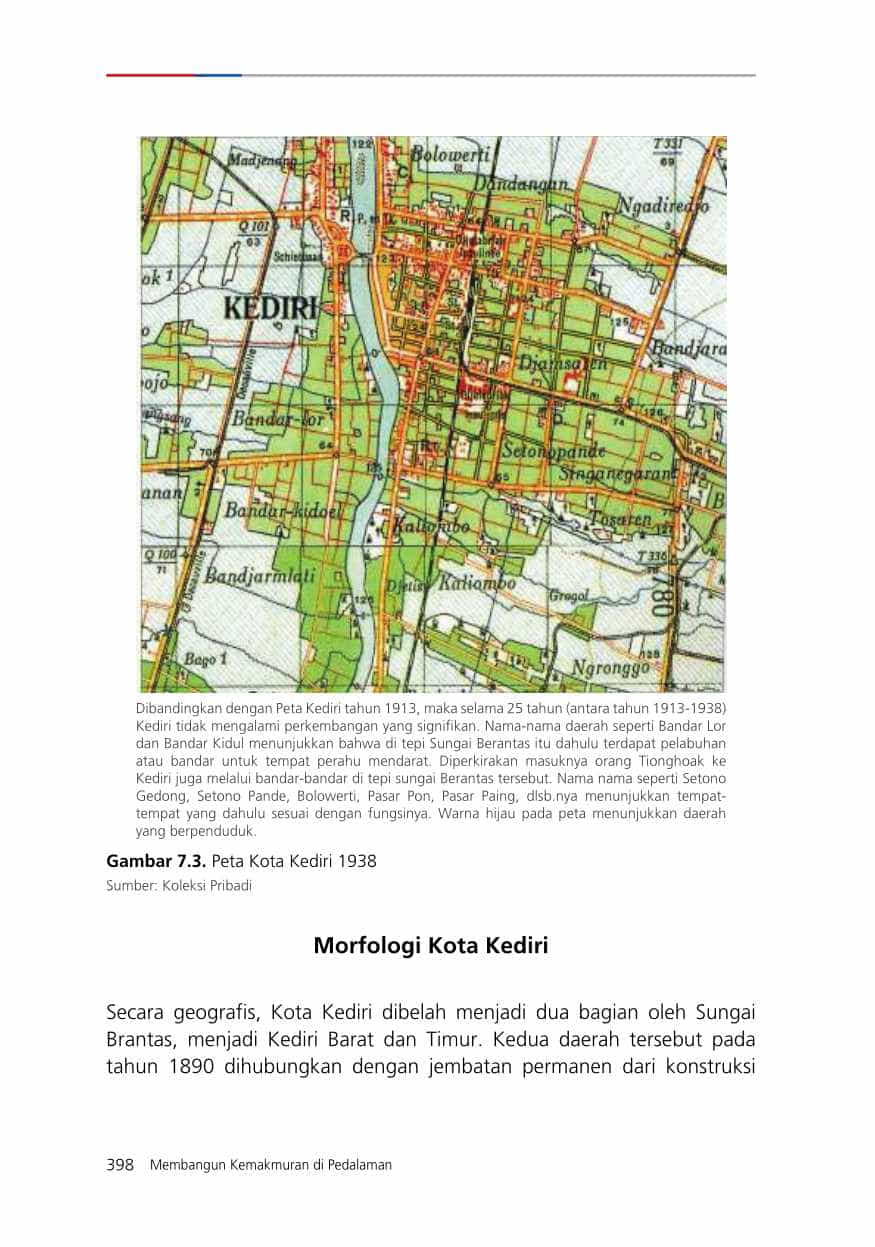 122
Madjenang
Bolowerti
T 331
69
C
Dandangan
Ngadiredjo
R
Q 101
63
123
ok 1
KEDIRI
125
Bandjara
Djamsaren
ojo
Bandar-lor
74
64
70
Setonopande
Singanegaran
65
anan
B
Bandar-kidoel
Kaliombo
Tosaren
Q 100
71
T 336
Bandjarmlati
Djetis
Kaliombo
Grogol
780
126
128
Bago 1
Ngronggo
Dibandingkan dengan Peta Kediri tahun 1913, maka selama 25 tahun (antara tahun 1913-1938)
Kediri tidak mengalami perkembangan yang signifikan. Nama-nama daerah seperti Bandar Lor
dan Bandar Kidul menunjukkan bahwa di tepi Sungai Berantas itu dahulu terdapat pelabuhan
atau bandar untuk tempat perahu mendarat. Diperkirakan masuknya orang Tionghoak ke
Kediri juga melalui bandar-bandar di tepi sungai Berantas tersebut. Nama nama seperti Setono
Gedong, Setono Pande, Bolowerti, Pasar Pon, Pasar Paing, dlsb.nya menunjukkan tempat-
tempat yang dahulu sesuai dengan fungsinya. Warna hijau pada peta menunjukkan daerah
yang berpenduduk.
Gambar 7.3. Peta Kota Kediri 1938
Sumber: Koleksi Pribadi
Morfologi Kota Kediri
Secara geografis, Kota Kediri dibelah menjadi dua bagian oleh Sungai
Brantas, menjadi Kediri Barat dan Timur. Kedua daerah tersebut pada
tahun 1890 dihubungkan dengan jembatan permanen dari konstruksi
398 Membangun Kemakmuran di Pedalaman